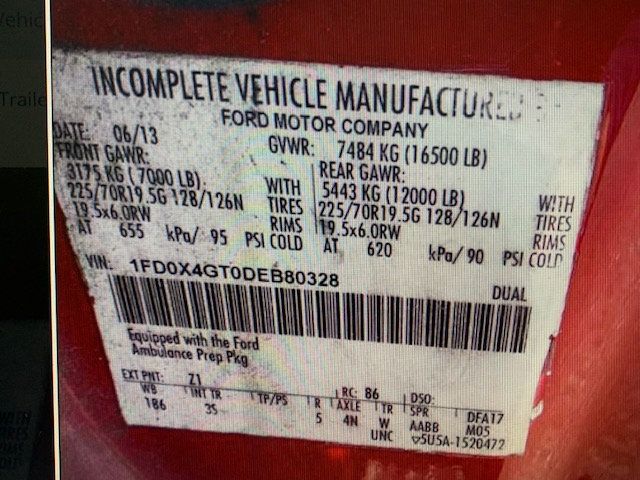 Vehic
Traile
INCOMPLETE VEHICLE MANUFACTURED
FORD MOTOR COMPANY
DATE: 06/13 GVWR: 7484 KG (16500 LB)
FRONT GAWR: REAR GAWR:
3175 KG (7000 LB) WITH 5443 KG (12000 LB) WITH
225/70R19.5G 128/126N TIRES 225/70R19.5G 128/126N TIRES
19.5x6.0RW RIMS 19.5x6.0RW RIMS
AT 655 kPa/ 95 PSI COLD AT 620 kPa/ 90 PSI COLD
VIN: 1FD0X4GT0DEB80328 DUAL
Equipped with the Ford
Ambulance Prep Pkg
EXT PNT: Z1 RC: 86 DSO:
WB INT TR TP/PS R AXLE TR SPR DFA17
186 3S 5 4N W AABB M05
UNC ▽5U5A-1520472